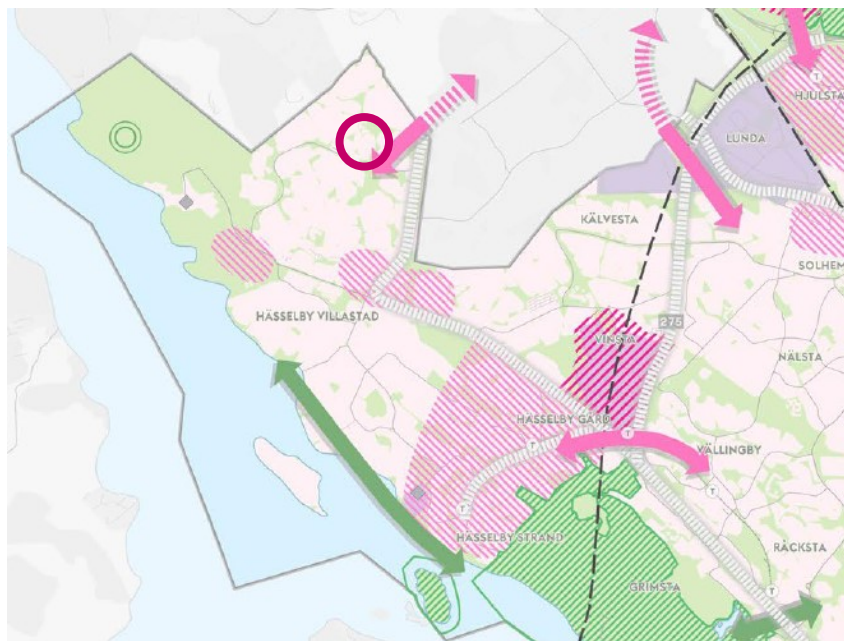 HJULSTA
LUNDA
KÄLVESTA
SOLHEM
HÄSSELBY VILLASTAD
275
VINSTA
NÄLSTA
HÄSSELBY GÅRD
VÄLLINGBY
HÄSSELBY STRAND
RÅCKSTA
GRIMSTA
T
T
T
T
T
T